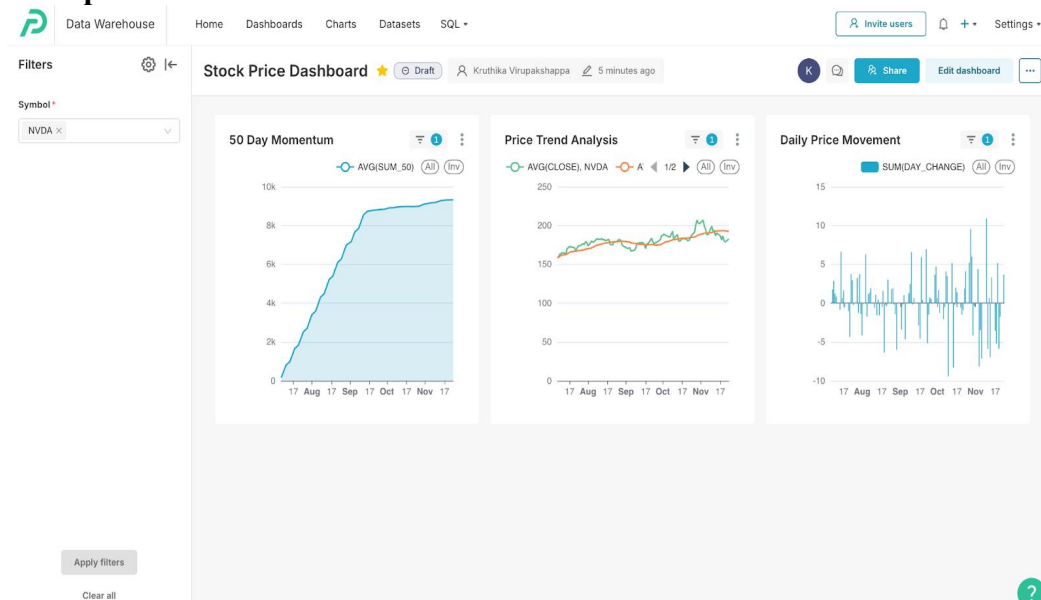 Data Warehouse Home Dashboards Charts Datasets SQL Invite users Settings
Filters
Stock Price Dashboard Draft Kruthika Virupakshappa 5 minutes ago K Share Edit dashboard ...
Symbol *
NVDA ×
50 Day Momentum 1
AVG(SUM_50) All Inv
10k
8k
6k
4k
2k
0
17 Aug 17 Sep 17 Oct 17 Nov 17
Price Trend Analysis 1
AVG(CLOSE), NVDA A 1/2 All Inv
250
200
150
100
50
0
17 Aug 17 Sep 17 Oct 17 Nov 17
Daily Price Movement 1
SUM(DAY_CHANGE) All Inv
15
10
5
0
-5
-10
17 Aug 17 Sep 17 Oct 17 Nov 17
Apply filters
Clear all
?